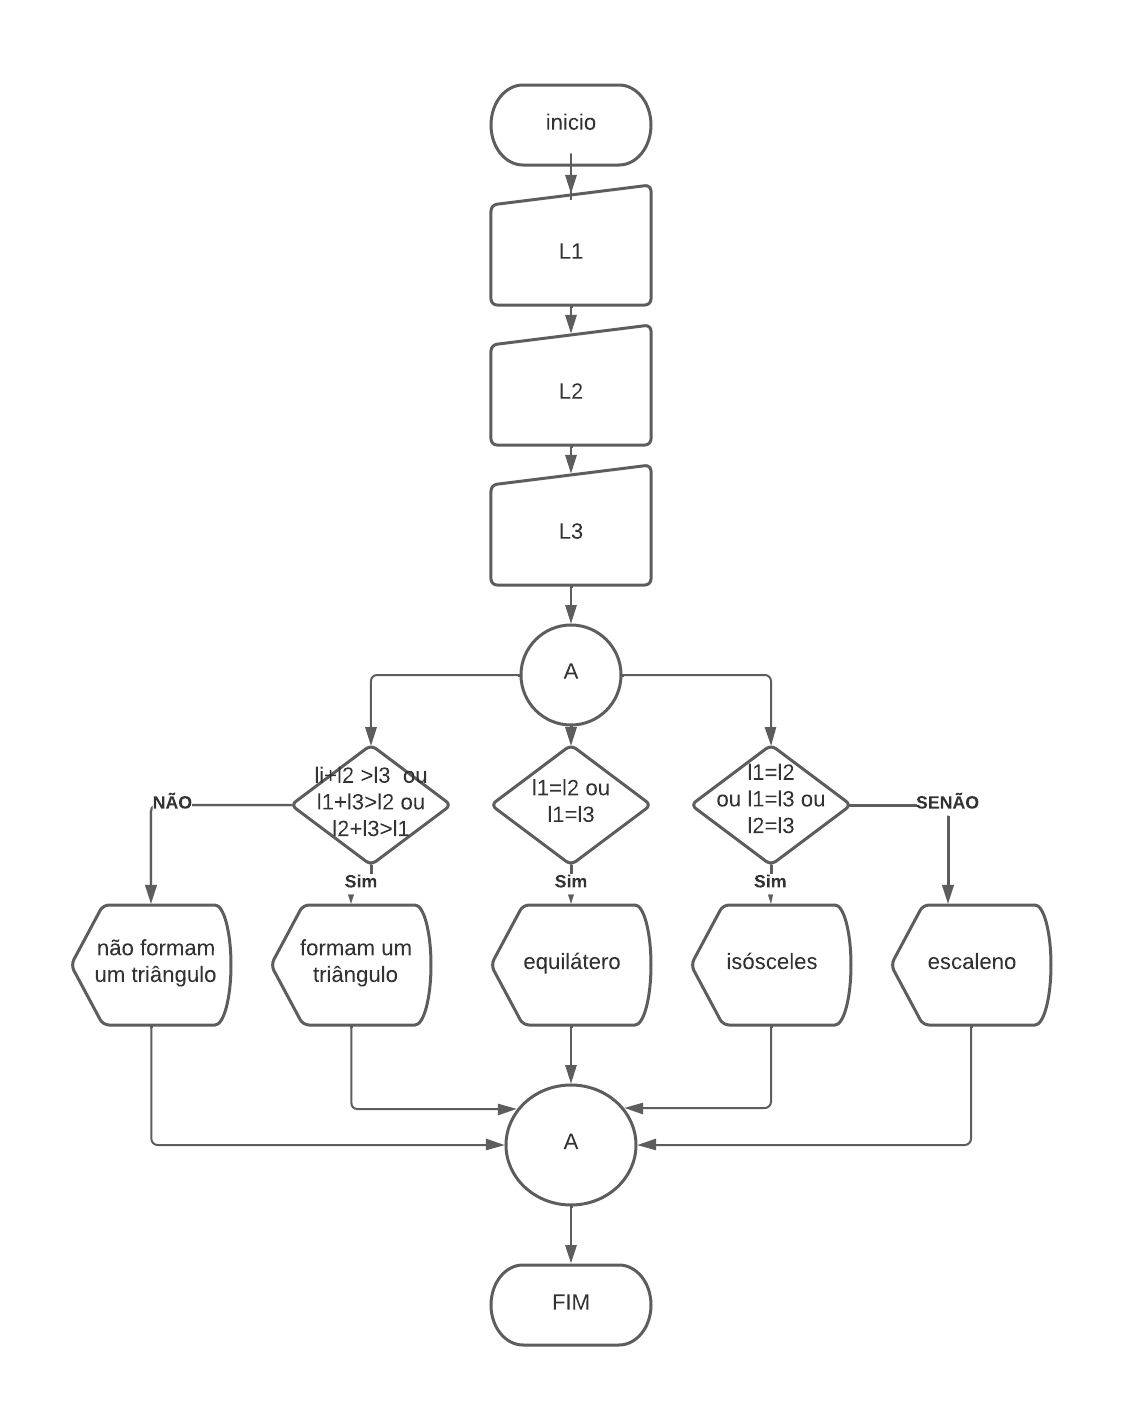 inicio
L1
L2
L3
A
li+l2 >l3  ou
l1+l3>l2 ou
l2+l3>l1
l1=l2 ou
l1=l3
l1=l2
ou l1=l3 ou
l2=l3
NÃO
SENÃO
Sim
Sim
Sim
não formam
um triângulo
formam um
triângulo
equilátero
isósceles
escaleno
A
FIM